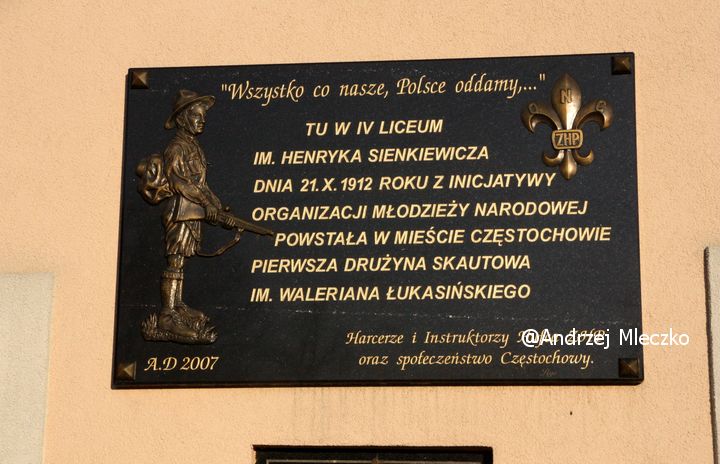 "Wszystko co nasze, Polsce oddamy,..."
TU W IV LICEUM
IM. HENRYKA SIENKIEWICZA
DNIA 21.X.1912 ROKU Z INICJATYWY
ORGANIZACJI MŁODZIEŻY NARODOWEJ
POWSTAŁA W MIEŚCIE CZĘSTOCHOWIE
PIERWSZA DRUŻYNA SKAUTOWA
IM. WALERIANA ŁUKASIŃSKIEGO
Harcerze i Instruktorzy ZHP
oraz społeczeństwo Częstochowy.
A.D 2007
O N C
ZHP
@Andrzej Mleczko